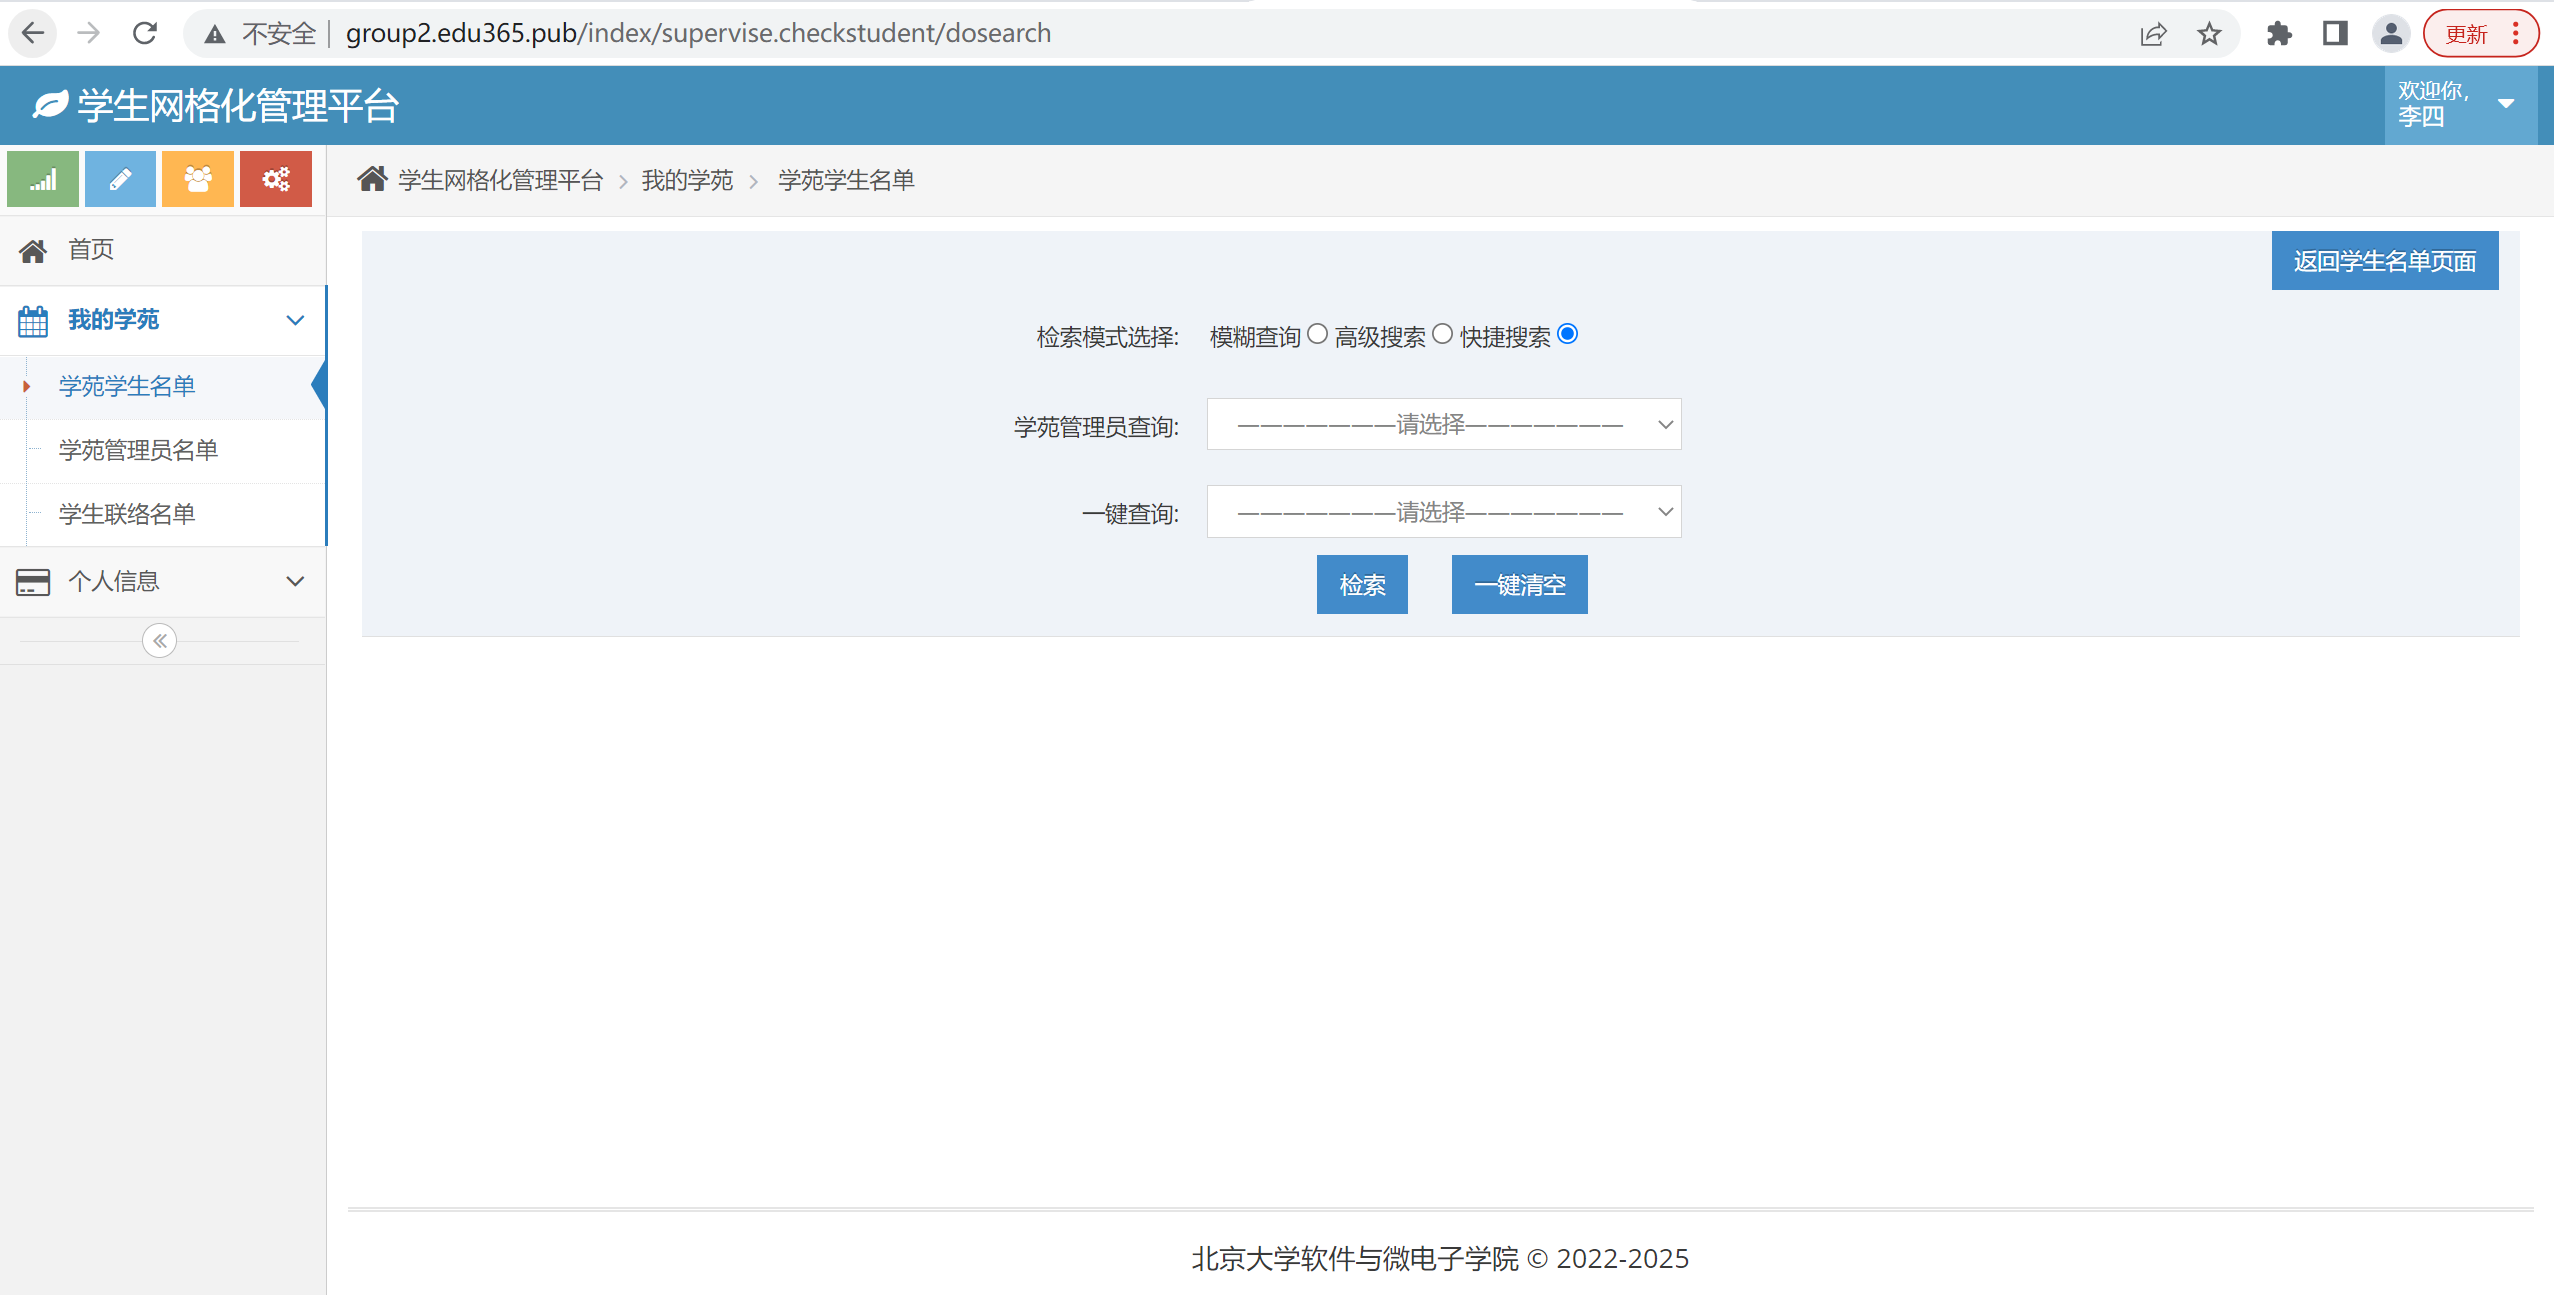 不安全 | group2.edu365.pub/index/supervise.checkstudent/dosearch
更新
学生网格化管理平台
欢迎你,
李四
学生网格化管理平台 > 我的学苑 > 学苑学生名单
首页
我的学苑
学苑学生名单
学苑管理员名单
学生联络名单
个人信息
返回学生名单页面
检索模式选择: 模糊查询 高级搜索 快捷搜索
学苑管理员查询: ———————请选择———————
一键查询: ———————请选择———————
检索 一键清空
北京大学软件与微电子学院 © 2022-2025